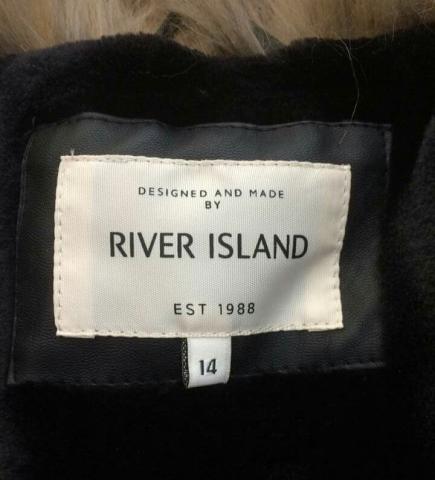 DESIGNED AND MADE
BY
RIVER ISLAND
EST 1988
14